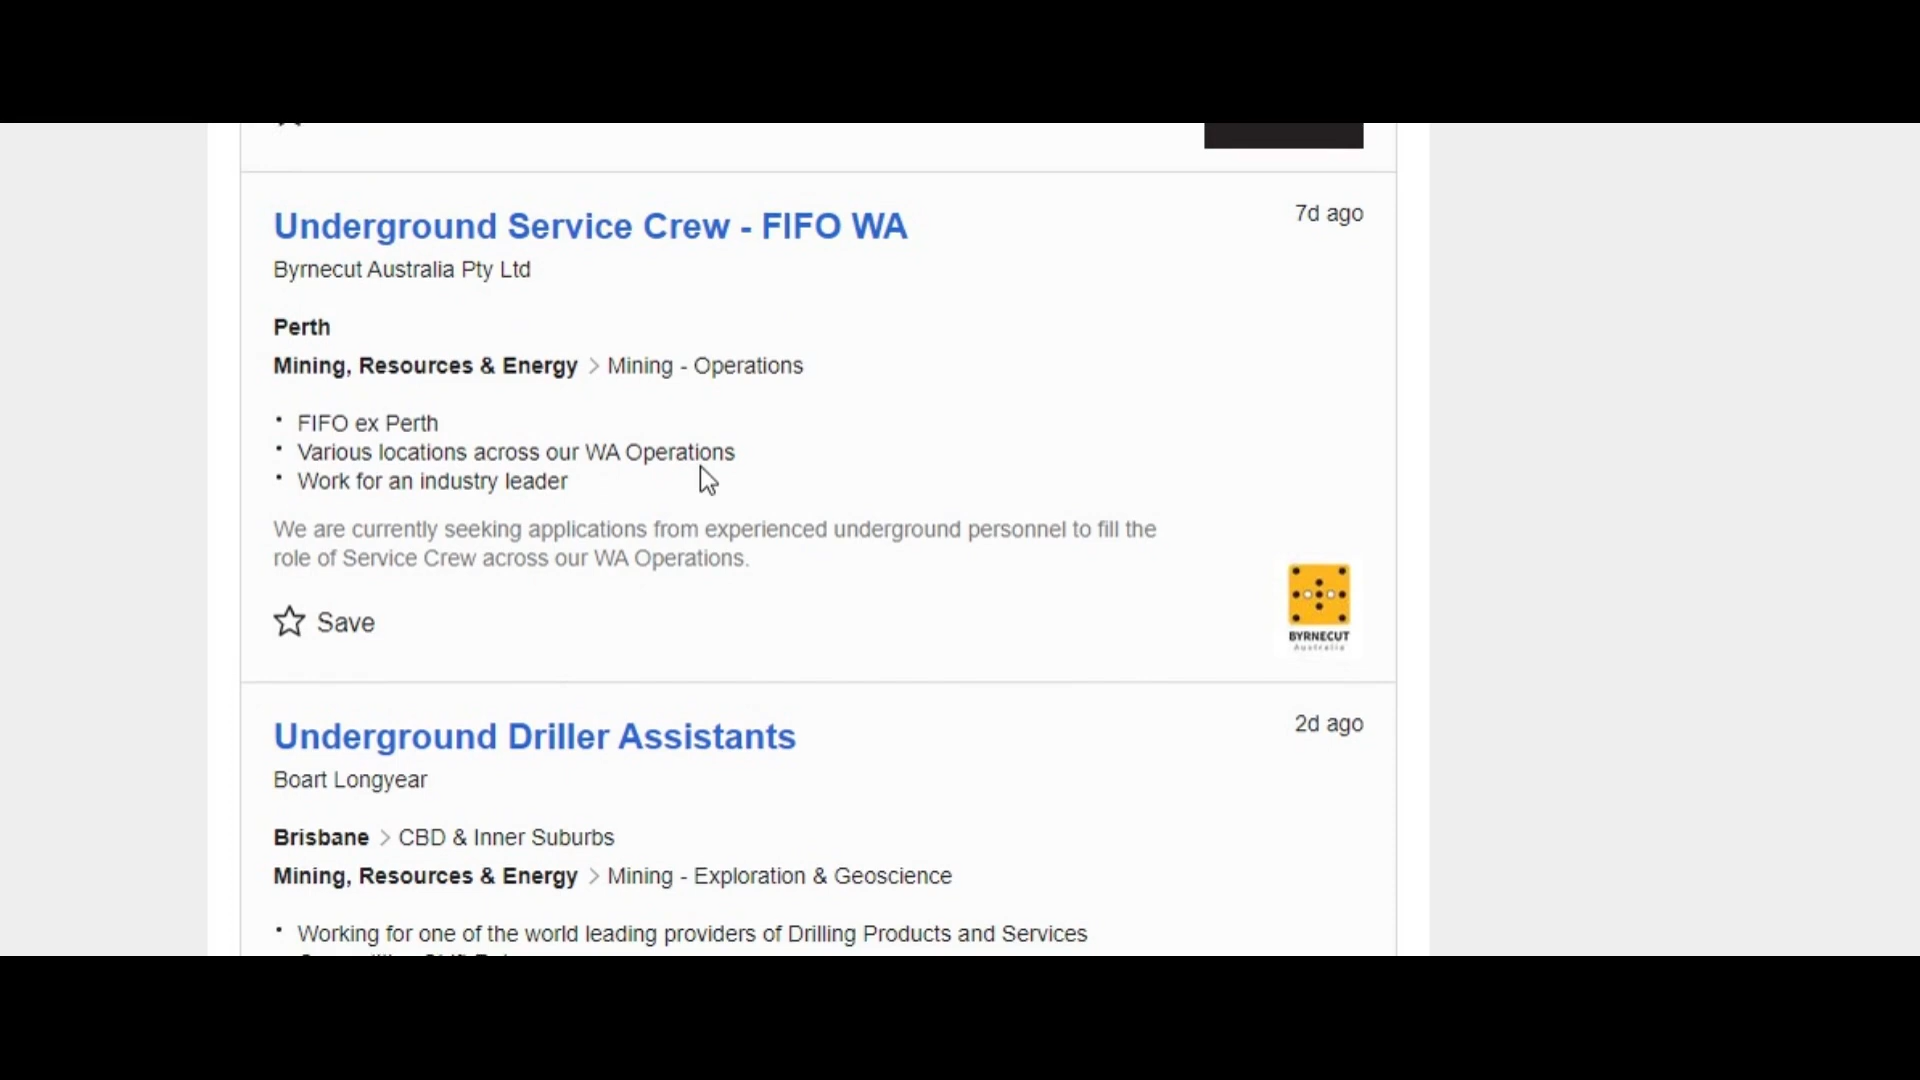 Underground Service Crew - FIFO WA
7d ago
Byrnecut Australia Pty Ltd
Perth
Mining, Resources & Energy > Mining - Operations
• FIFO ex Perth
• Various locations across our WA Operations
• Work for an industry leader
We are currently seeking applications from experienced underground personnel to fill the
role of Service Crew across our WA Operations.
Save
BYRNECUT
Australia
Underground Driller Assistants
2d ago
Boart Longyear
Brisbane > CBD & Inner Suburbs
Mining, Resources & Energy > Mining - Exploration & Geoscience
• Working for one of the world leading providers of Drilling Products and Services